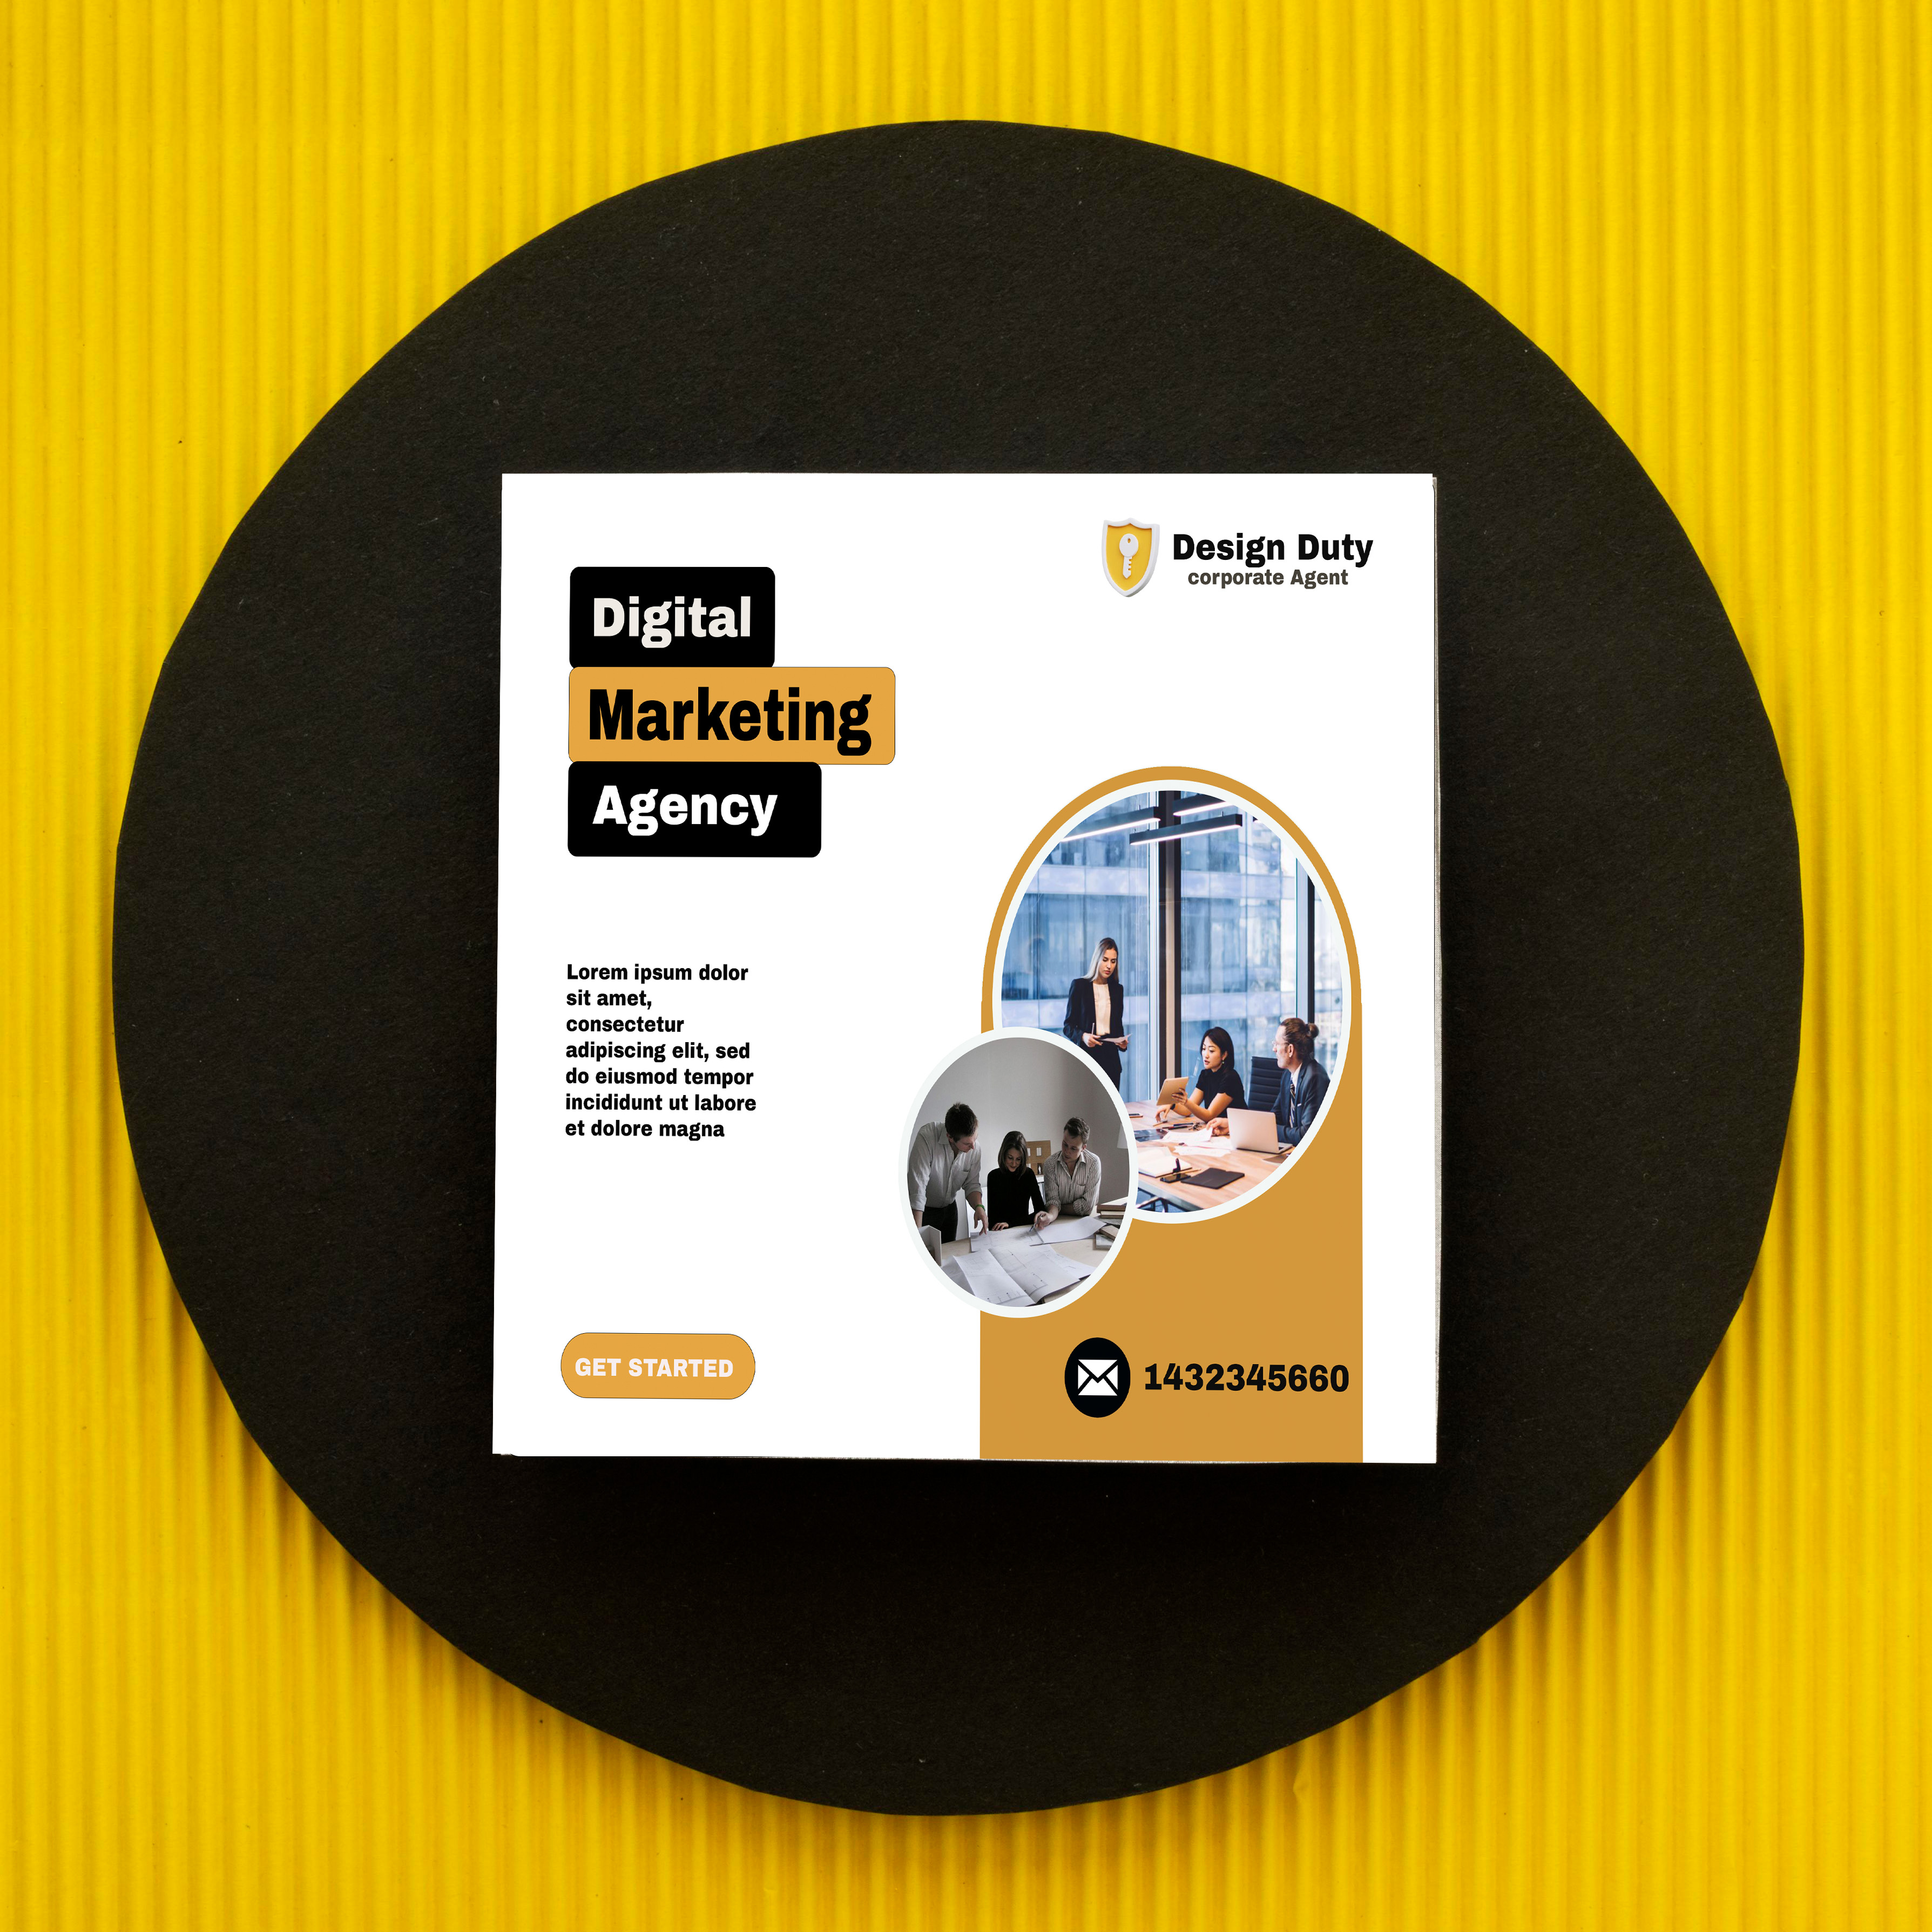 Design Duty
corporate Agent
Digital
Marketing
Agency
Lorem ipsum dolor
sit amet,
consectetur
adipiscing elit, sed
do eiusmod tempor
incididunt ut labore
et dolore magna
GET STARTED
1432345660